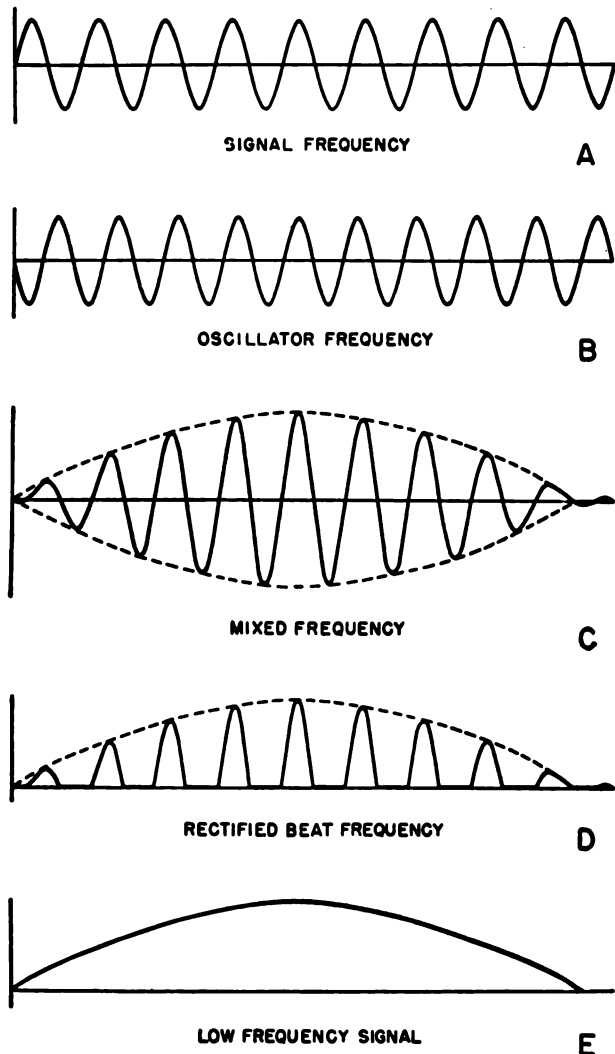 SIGNAL FREQUENCY
A
OSCILLATOR FREQUENCY
B
MIXED FREQUENCY
C
RECTIFIED BEAT FREQUENCY
D
LOW FREQUENCY SIGNAL
E